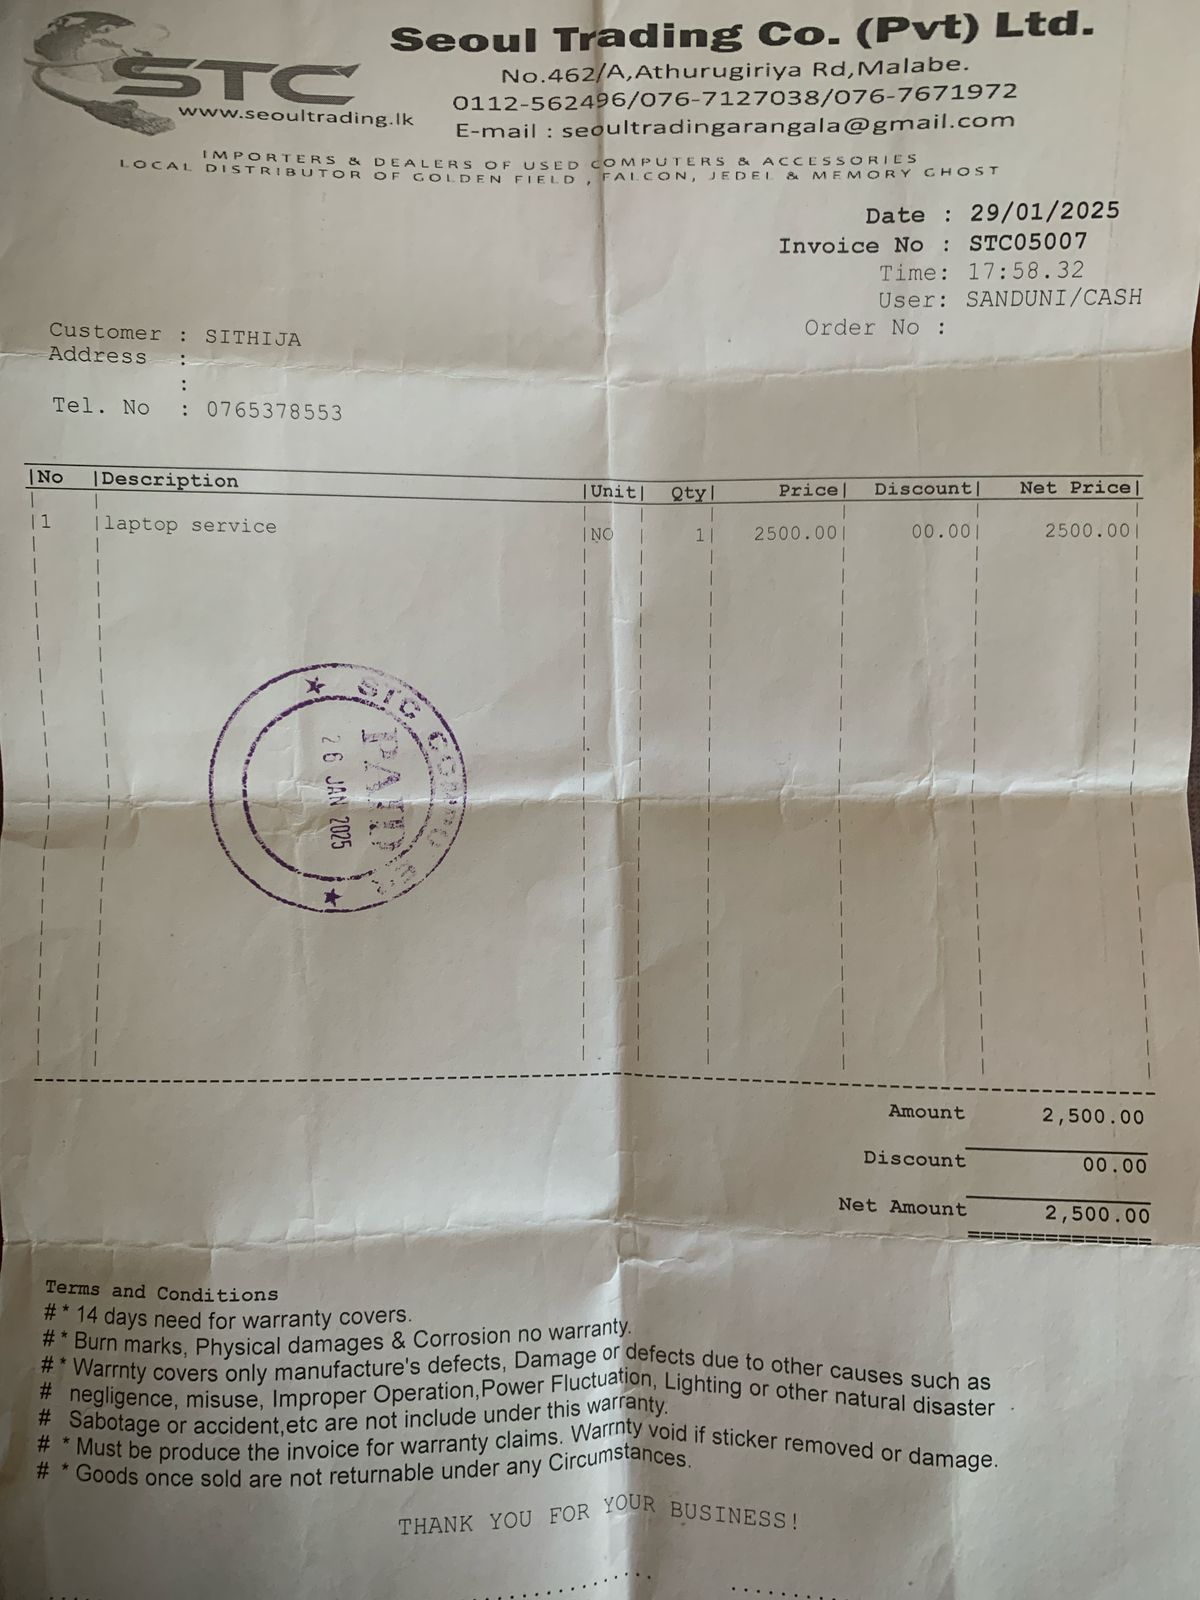 Seoul Trading Co. (Pvt) Ltd.
STC
www.seoultrading.lk
No.462/A,Athurugiriya Rd,Malabe.
0112-562496/076-7127038/076-7671972
E-mail : seoultradingarangala@gmail.com
IMPORTERS & DEALERS OF USED COMPUTERS & ACCESSORIES
LOCAL DISTRIBUTOR OF GOLDEN FIELD , FALCON, JEDEL & MEMORY GHOST
Date : 29/01/2025
Invoice No : STC05007
Time: 17:58.32
User: SANDUNI/CASH
Order No :
Customer : SITHIJA
Address :
:
Tel. No : 0765378553
|No |Description |Unit| Qty| Price| Discount| Net Price|
|1 |laptop service |NO | 1| 2500.00| 00.00| 2500.00|
STC COMPUTER
PAID
26 JAN 2025
Amount 2,500.00
Discount 00.00
Net Amount 2,500.00
Terms and Conditions
# * 14 days need for warranty covers.
# * Burn marks, Physical damages & Corrosion no warranty.
# * Warrnty covers only manufacture's defects, Damage or defects due to other causes such as
# negligence, misuse, Improper Operation,Power Fluctuation, Lighting or other natural disaster
# Sabotage or accident,etc are not include under this warranty.
# * Must be produce the invoice for warranty claims. Warrnty void if sticker removed or damage.
# * Goods once sold are not returnable under any Circumstances.
THANK YOU FOR YOUR BUSINESS!